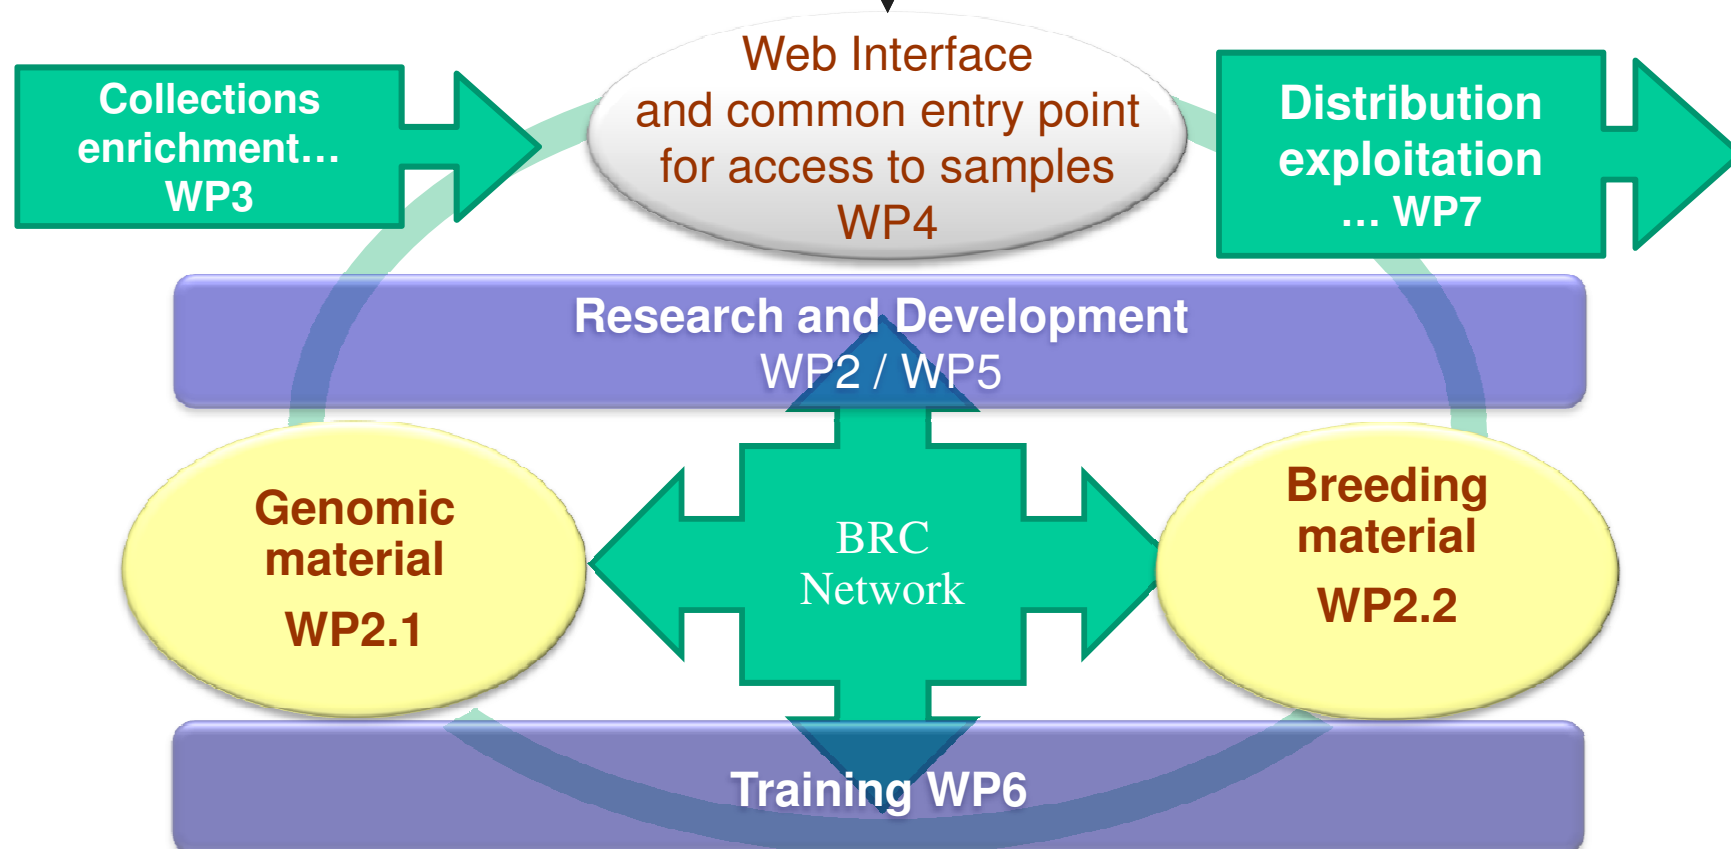 Collections
enrichment…
WP3
Web Interface
and common entry point
for access to samples
WP4
Distribution
exploitation
… WP7
Research and Development
WP2 / WP5
Genomic
material
WP2.1
BRC
Network
Breeding
material
WP2.2
Training WP6